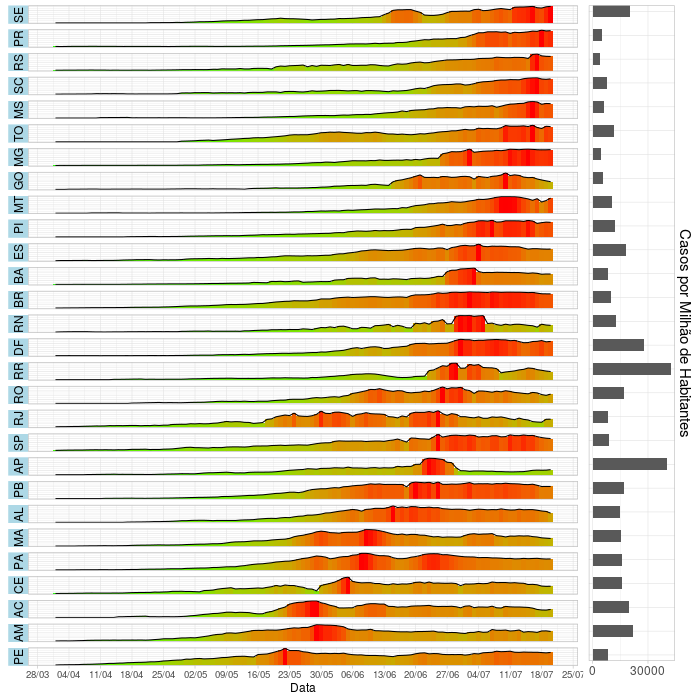 SE
PR
RS
SC
MS
TO
MG
GO
MT
PI
ES
BA
BR
RN
DF
RR
RO
RJ
SP
AP
PB
AL
MA
PA
CE
AC
AM
PE
28/03 04/04 11/04 18/04 25/04 02/05 09/05 16/05 23/05 30/05 06/06 13/06 20/06 27/06 04/07 11/07 18/07 25/07
Data
0 30000
Casos por Milhão de Habitantes